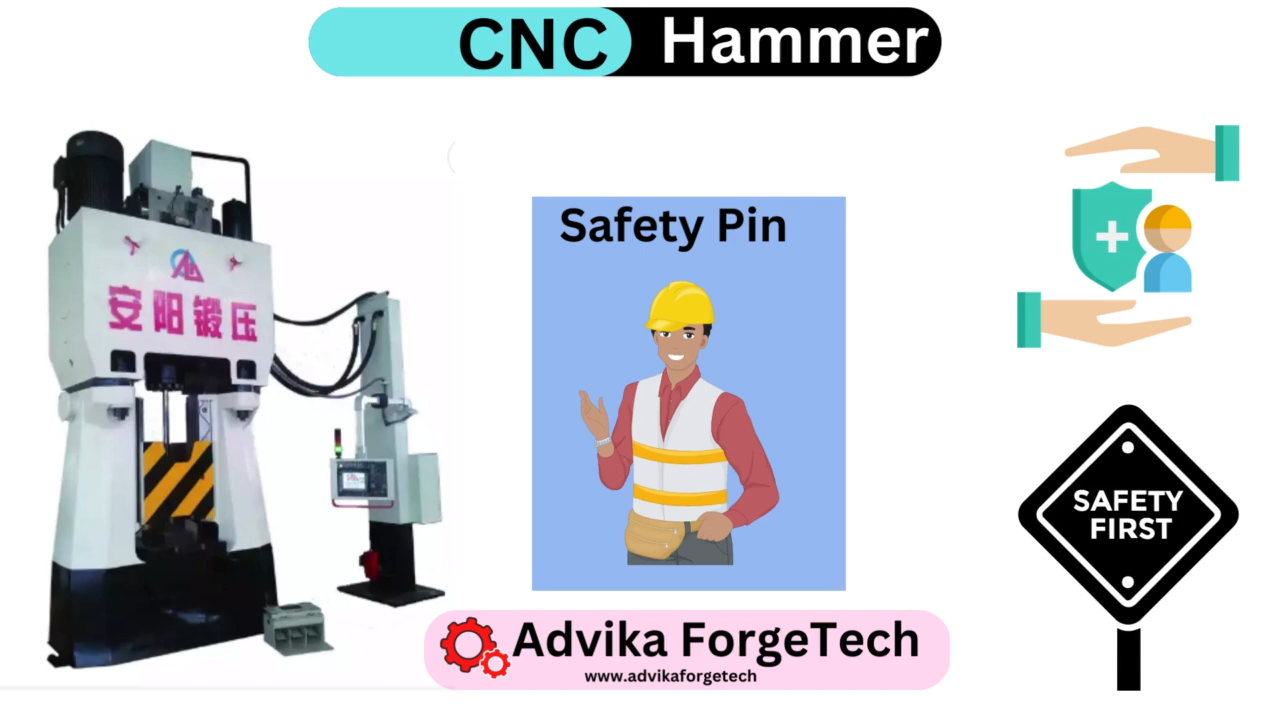 CNC Hammer
安阳锻压
Safety Pin
SAFETY
FIRST
Advika ForgeTech
www.advikaforgetech